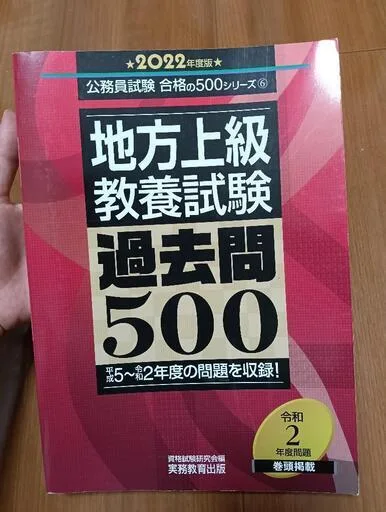 ★2022年度版★
公務員試験 合格の500シリーズ⑥
地方上級
教養試験
過去問
500
平成5～令和2年度の問題を収録!
令和
2
年度問題
巻頭掲載
資格試験研究会編
実務教育出版